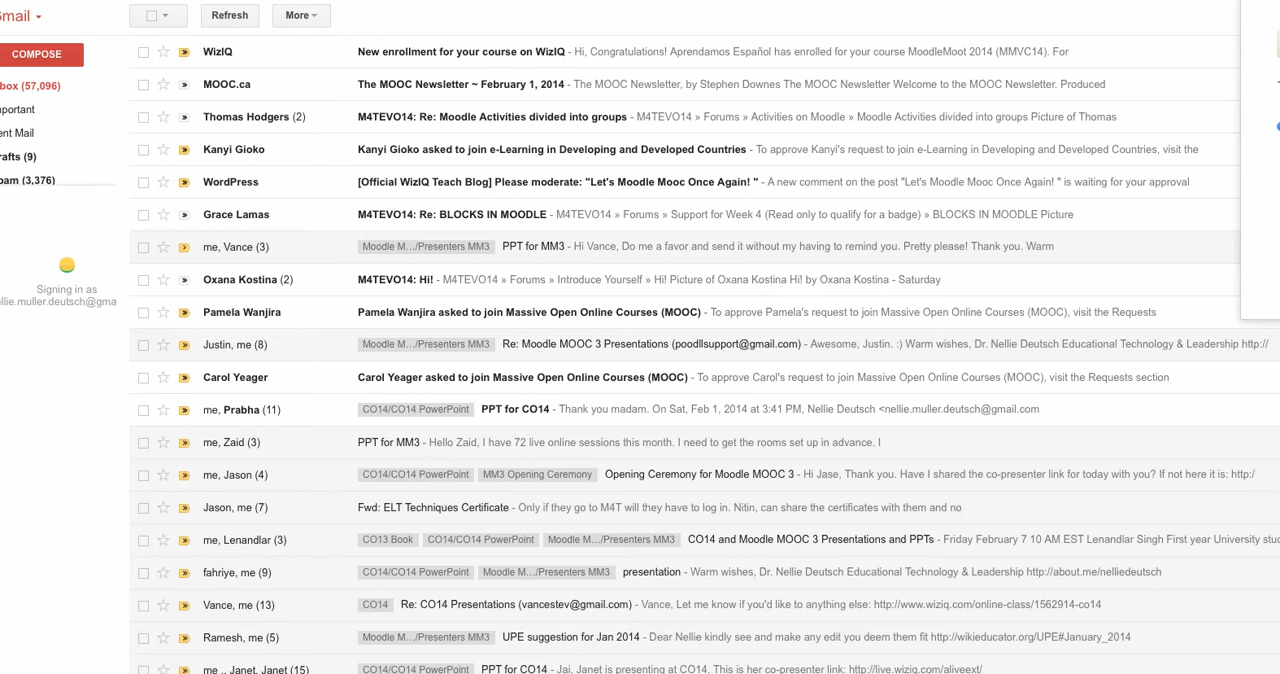 Gmail
Refresh
More
COMPOSE
WizIQ New enrollment for your course on WizIQ - Hi, Congratulations! Aprendamos Español has enrolled for your course MoodleMoot 2014 (MMVC14). For
box (57,096)
MOOC.ca The MOOC Newsletter ~ February 1, 2014 - The MOOC Newsletter, by Stephen Downes The MOOC Newsletter Welcome to the MOOC Newsletter. Produced
mportant
Thomas Hodgers (2) M4TEVO14: Re: Moodle Activities divided into groups - M4TEVO14 » Forums » Activities on Moodle » Moodle Activities divided into groups Picture of Thomas
ent Mail
Kanyi Gioko Kanyi Gioko asked to join e-Learning in Developing and Developed Countries - To approve Kanyi's request to join e-Learning in Developing and Developed Countries, visit the
rafts (9)
WordPress [Official WizIQ Teach Blog] Please moderate: "Let's Moodle Mooc Once Again! " - A new comment on the post "Let's Moodle Mooc Once Again! " is waiting for your approval
pam (3,376)
Grace Lamas M4TEVO14: Re: BLOCKS IN MOODLE - M4TEVO14 » Forums » Support for Week 4 (Read only to qualify for a badge) » BLOCKS IN MOODLE Picture
me, Vance (3) Moodle M…/Presenters MM3 PPT for MM3 - Hi Vance, Do me a favor and send it without my having to remind you. Pretty please! Thank you. Warm
Oxana Kostina (2) M4TEVO14: Hi! - M4TEVO14 » Forums » Introduce Yourself » Hi! Picture of Oxana Kostina Hi! by Oxana Kostina - Saturday
Signing in as
ellie.muller.deutsch@gma
Pamela Wanjira Pamela Wanjira asked to join Massive Open Online Courses (MOOC) - To approve Pamela's request to join Massive Open Online Courses (MOOC), visit the Requests
Justin, me (8) Moodle M…/Presenters MM3 Re: Moodle MOOC 3 Presentations (poodllsupport@gmail.com) - Awesome, Justin. :) Warm wishes, Dr. Nellie Deutsch Educational Technology & Leadership http://
Carol Yeager Carol Yeager asked to join Massive Open Online Courses (MOOC) - To approve Carol's request to join Massive Open Online Courses (MOOC), visit the Requests section
me, Prabha (11) CO14/CO14 PowerPoint PPT for CO14 - Thank you madam. On Sat, Feb 1, 2014 at 3:41 PM, Nellie Deutsch <nellie.muller.deutsch@gmail.com
me, Zaid (3) PPT for MM3 - Hello Zaid, I have 72 live online sessions this month. I need to get the rooms set up in advance. I
me, Jason (4) CO14/CO14 PowerPoint MM3 Opening Ceremony Opening Ceremony for Moodle MOOC 3 - Hi Jase, Thank you. Have I shared the co-presenter link for today with you? If not here it is: http:/
Jason, me (7) Fwd: ELT Techniques Certificate - Only if they go to M4T will they have to log in. Nitin, can share the certificates with them and no
me, Lenandlar (3) CO13 Book CO14/CO14 PowerPoint Moodle M…/Presenters MM3 CO14 and Moodle MOOC 3 Presentations and PPTs - Friday February 7 10 AM EST Lenandlar Singh First year University stu
fahriye, me (9) CO14/CO14 PowerPoint Moodle M…/Presenters MM3 presentation - Warm wishes, Dr. Nellie Deutsch Educational Technology & Leadership http://about.me/nelliedeutsch
Vance, me (13) CO14 Re: CO14 Presentations (vancestev@gmail.com) - Vance, Let me know if you'd like to anything else: http://www.wiziq.com/online-class/1562914-co14
Ramesh, me (5) Moodle M…/Presenters MM3 UPE suggestion for Jan 2014 - Dear Nellie kindly see and make any edit you deem them fit http://wikieducator.org/UPE#January_2014
me .. Janet, Janet (15) CO14/CO14 PowerPoint PPT for CO14 - Jai, Janet is presenting at CO14. This is her co-presenter link: http://live.wiziq.com/aliveext/